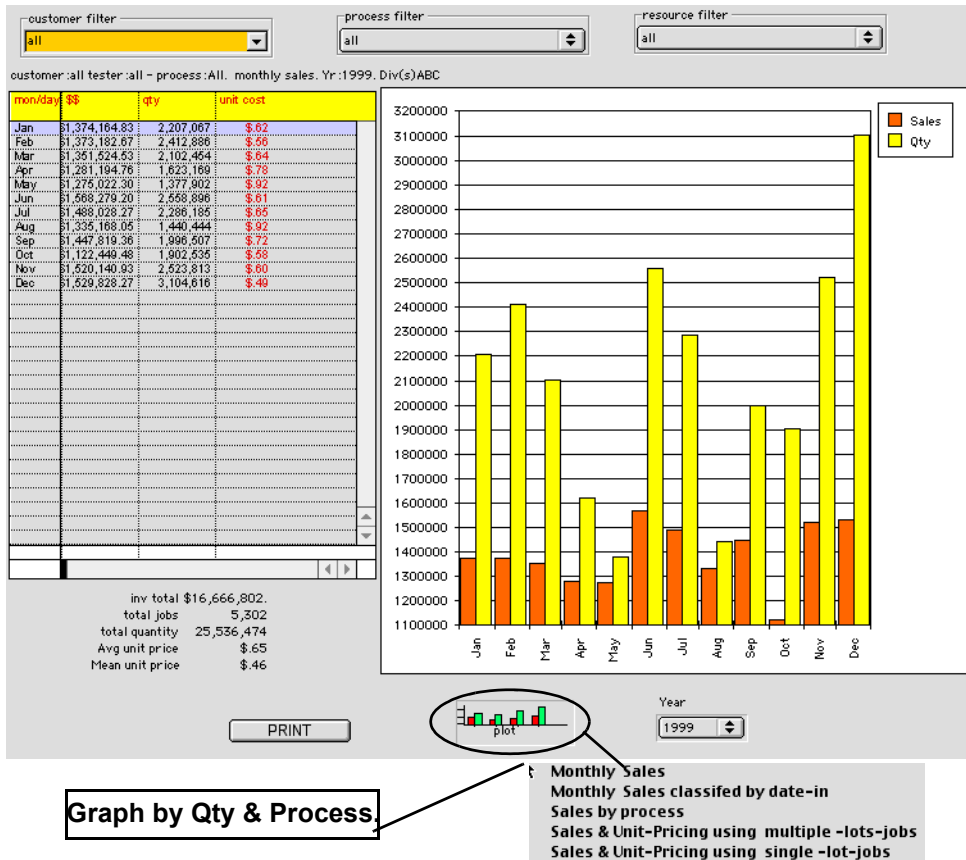 customer filter
all
process filter
all
resource filter
all
customer :all tester :all - process :All. monthly sales. Yr :1999. Div(s)ABC
mon/day $$ qty unit cost
Jan $1,374,164.83 2,207,067 $.62
Feb $1,373,182.67 2,412,886 $.56
Mar $1,351,524.53 2,102,454 $.64
Apr $1,281,194.76 1,623,169 $.78
May $1,275,022.30 1,377,902 $.92
Jun $1,568,279.20 2,558,896 $.61
Jul $1,488,028.27 2,286,185 $.65
Aug $1,335,168.05 1,440,444 $.92
Sep $1,447,819.36 1,996,507 $.72
Oct $1,122,449.48 1,902,535 $.58
Nov $1,520,140.93 2,523,813 $.60
Dec $1,529,828.27 3,104,616 $.49
inv total $16,666,802.
total jobs 5,302
total quantity 25,536,474
Avg unit price $.65
Mean unit price $.46
3200000
3100000
3000000
2900000
2800000
2700000
2600000
2500000
2400000
2300000
2200000
2100000
2000000
1900000
1800000
1700000
1600000
1500000
1400000
1300000
1200000
1100000
Jan Feb Mar Apr May Jun Jul Aug Sep Oct Nov Dec
Sales
Qty
PRINT
plot
Year
1999
Graph by Qty & Process.
Monthly Sales
Monthly Sales classifed by date-in
Sales by process
Sales & Unit-Pricing using multiple -lots-jobs
Sales & Unit-Pricing using single -lot-jobs